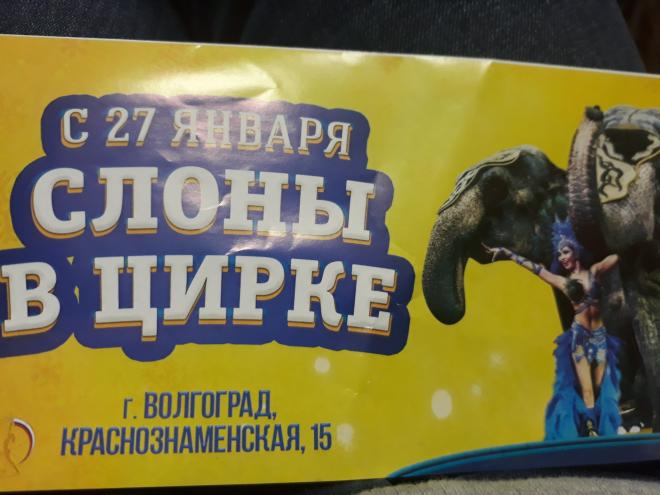 С 27 ЯНВАРЯ
СЛОНЫ
В ЦИРКЕ
г. ВОЛГОГРАД,
КРАСНОЗНАМЕНСКАЯ, 15